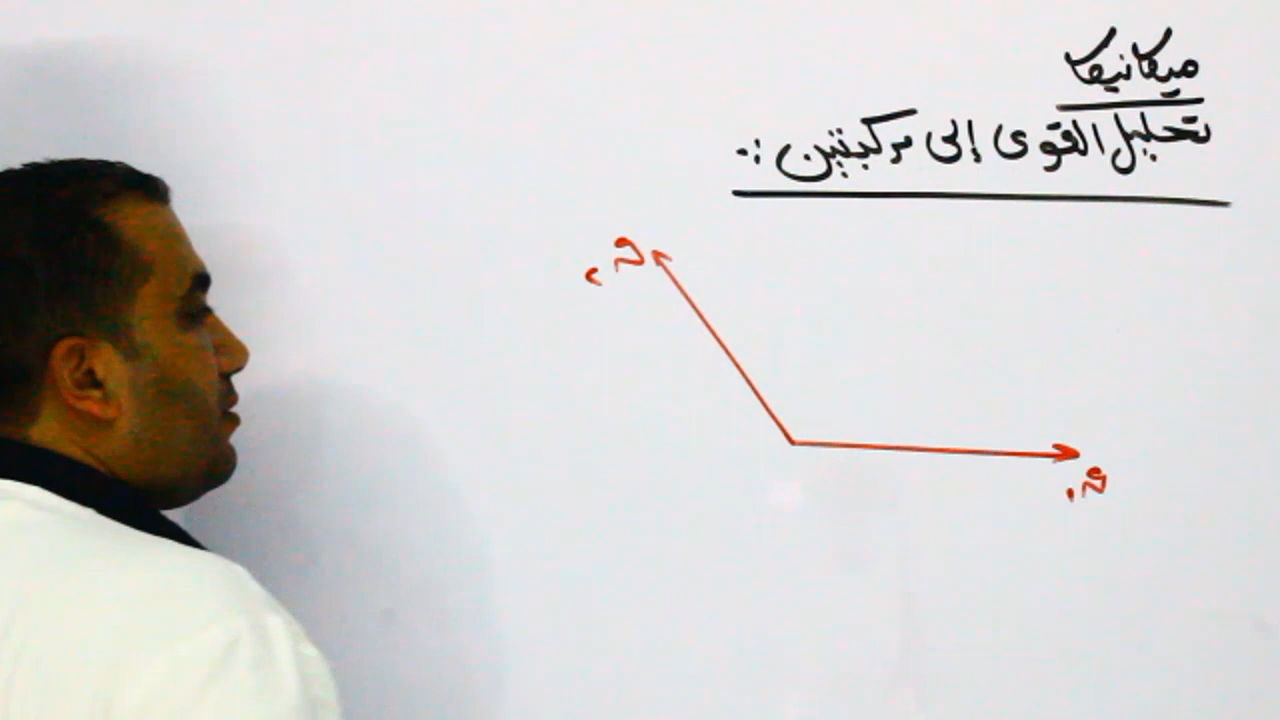 ميكانيكا
تحليل القوى إلى مركبتين :.
ق٢
ق١